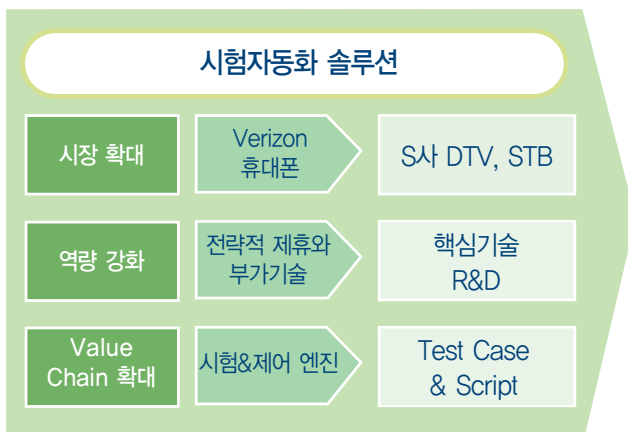 시험자동화 솔루션
시장 확대
Verizon
휴대폰
S사 DTV, STB
역량 강화
전략적 제휴와
부가기술
핵심기술
R&D
Value
Chain 확대
시험&제어 엔진
Test Case
& Script